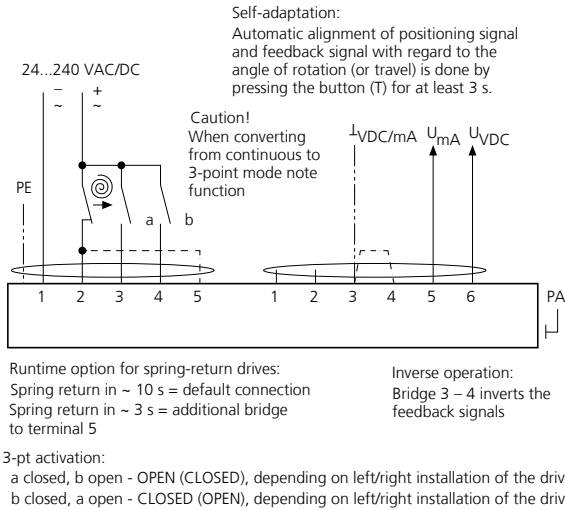 Self-adaptation:
Automatic alignment of positioning signal
and feedback signal with regard to the
angle of rotation (or travel) is done by
pressing the button (T) for at least 3 s.
24...240 VAC/DC
– +
~ ~
Caution!
When converting
from continuous to
3-point mode note
function
⊥VDC/mA UmA UVDC
PE
a b
1 2 3 4 5 1 2 3 4 5 6 PA
Runtime option for spring-return drives:
Spring return in ~ 10 s = default connection
Spring return in ~ 3 s = additional bridge
to terminal 5
Inverse operation:
Bridge 3 – 4 inverts the
feedback signals
3-pt activation:
a closed, b open - OPEN (CLOSED), depending on left/right installation of the driv
b closed, a open - CLOSED (OPEN), depending on left/right installation of the driv